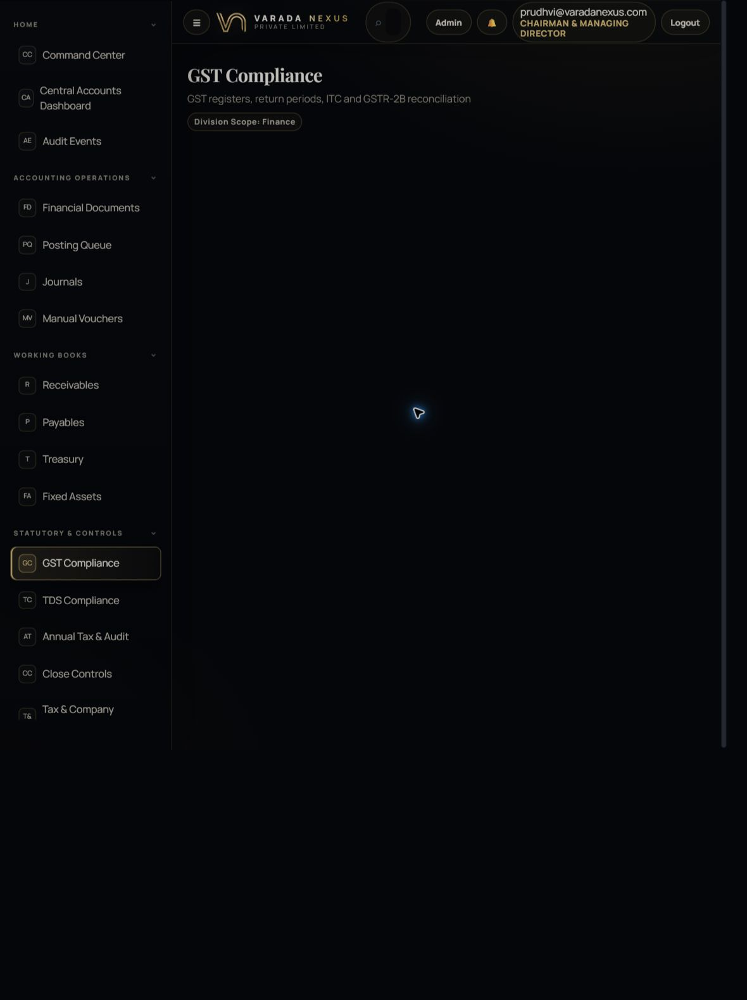 HOME
CC Command Center
CA Central Accounts
Dashboard
AE Audit Events
ACCOUNTING OPERATIONS
FD Financial Documents
PQ Posting Queue
J Journals
MV Manual Vouchers
WORKING BOOKS
R Receivables
P Payables
T Treasury
FA Fixed Assets
STATUTORY & CONTROLS
GC GST Compliance
TC TDS Compliance
AT Annual Tax & Audit
CC Close Controls
T& Tax & Company
VARADA NEXUS
PRIVATE LIMITED
Admin
prudhvi@varadanexus.com
CHAIRMAN & MANAGING
DIRECTOR
Logout
GST Compliance
GST registers, return periods, ITC and GSTR-2B reconciliation
Division Scope: Finance